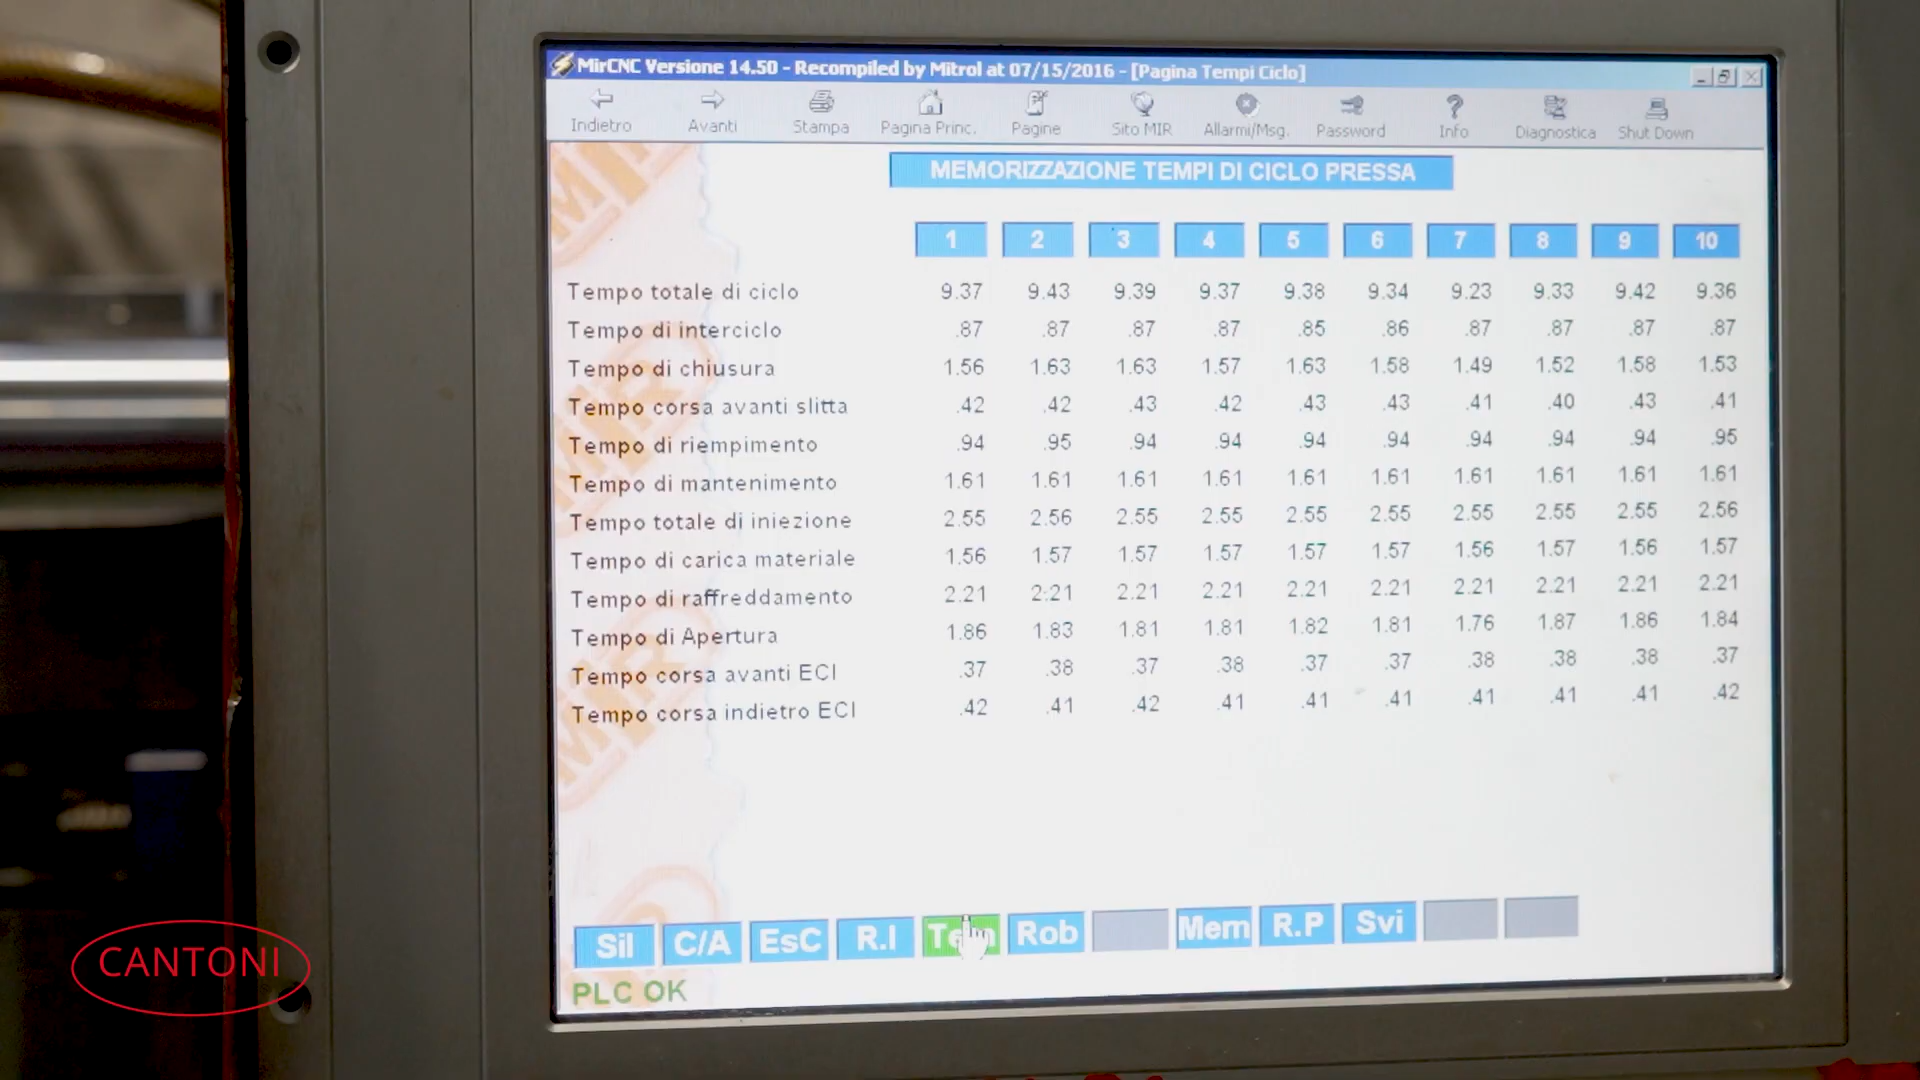 MirCNC Versione 14.50 - Recompiled by Mitrol at 07/15/2016 - [Pagina Tempi Ciclo]
Indietro Avanti Stampa Pagina Princ. Pagine Sito MIR Allarmi/Msg. Password Info Diagnostica Shut Down
MEMORIZZAZIONE TEMPI DI CICLO PRESSA
1 2 3 4 5 6 7 8 9 10
Tempo totale di ciclo 9.37 9.43 9.39 9.37 9.38 9.34 9.23 9.33 9.42 9.36
Tempo di interciclo .87 .87 .87 .87 .85 .86 .87 .87 .87 .87
Tempo di chiusura 1.56 1.63 1.63 1.57 1.63 1.58 1.49 1.52 1.58 1.53
Tempo corsa avanti slitta .42 .42 .43 .42 .43 .43 .41 .40 .43 .41
Tempo di riempimento .94 .95 .94 .94 .94 .94 .94 .94 .94 .95
Tempo di mantenimento 1.61 1.61 1.61 1.61 1.61 1.61 1.61 1.61 1.61 1.61
Tempo totale di iniezione 2.55 2.56 2.55 2.55 2.55 2.55 2.55 2.55 2.55 2.56
Tempo di carica materiale 1.56 1.57 1.57 1.57 1.57 1.57 1.56 1.57 1.56 1.57
Tempo di raffreddamento 2.21 2.21 2.21 2.21 2.21 2.21 2.21 2.21 2.21 2.21
Tempo di Apertura 1.86 1.83 1.81 1.81 1.82 1.81 1.76 1.87 1.86 1.84
Tempo corsa avanti ECI .37 .38 .37 .38 .37 .37 .38 .38 .38 .37
Tempo corsa indietro ECI .42 .41 .42 .41 .41 .41 .41 .41 .41 .42
Sil C/A EsC R.I Tem Rob Mem R.P Svi
PLC OK
CANTONI